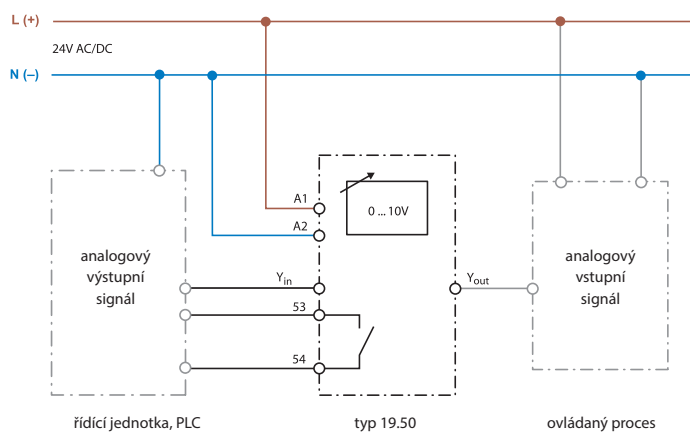 L (+)
24V AC/DC
N (–)
A1
0 ... 10V
A2
analogový
výstupní
signál
analogový
vstupní
signál
Yin
Yout
53
54
řídící jednotka, PLC
typ 19.50
ovládaný proces